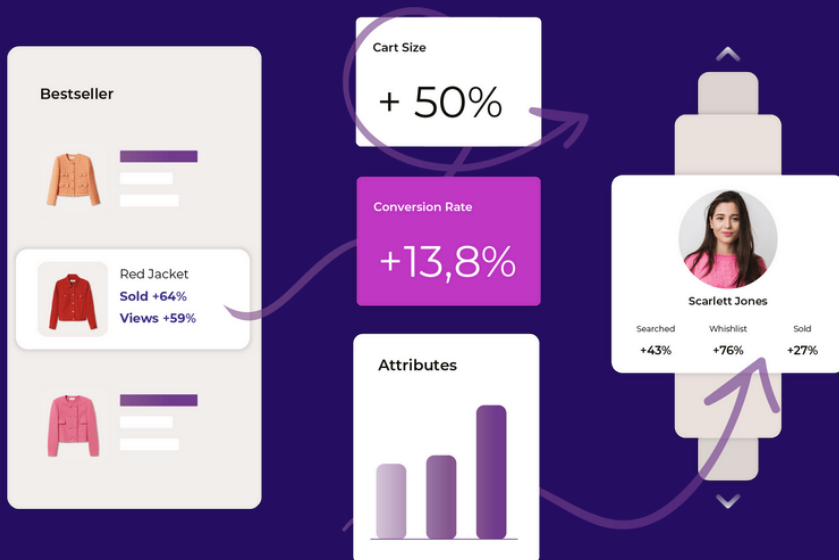 Bestseller
Red Jacket
Sold +64%
Views +59%
Cart Size
+ 50%
Conversion Rate
+13,8%
Attributes
Scarlett Jones
Searched Whishlist Sold
+43% +76% +27%